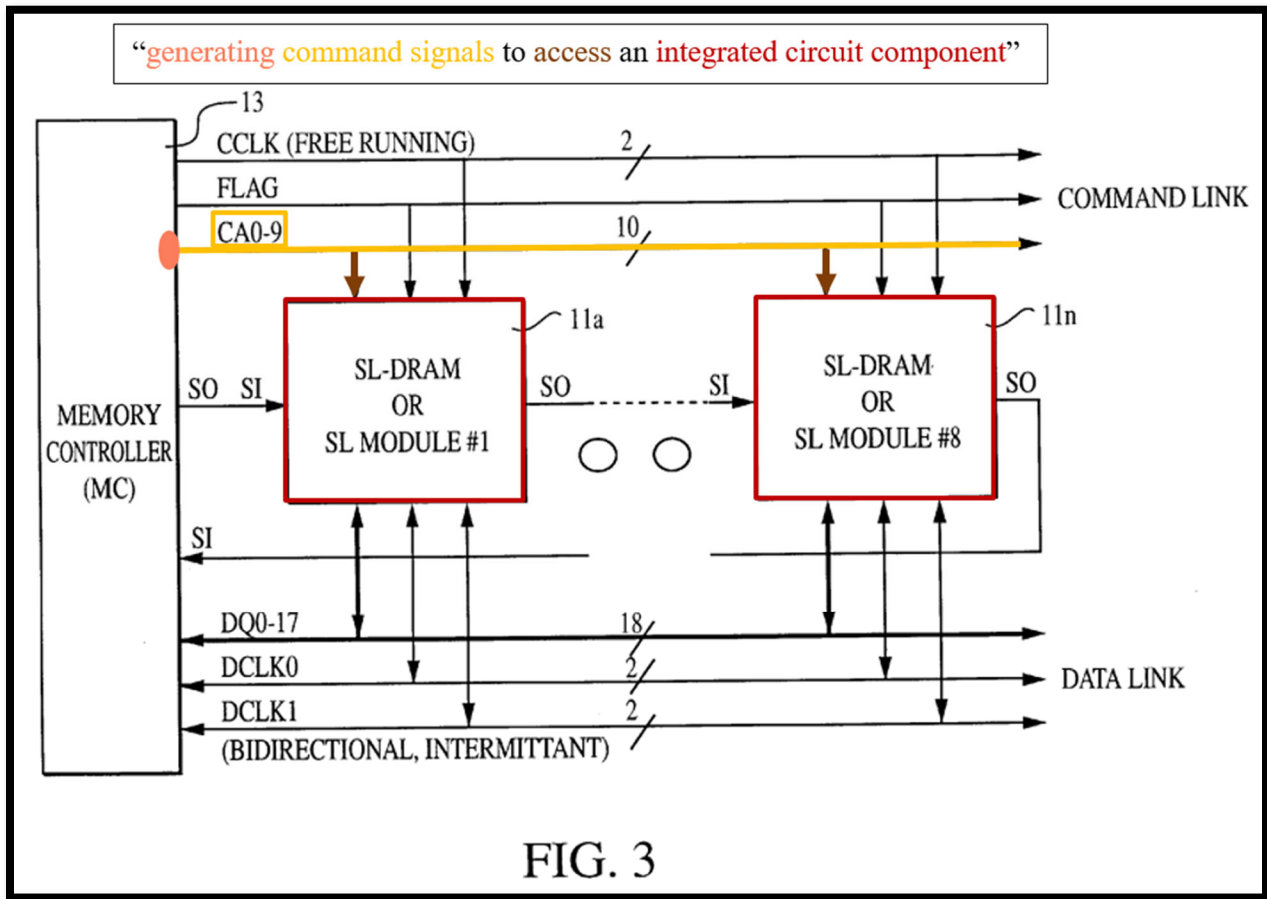 “generating command signals to access an integrated circuit component”
13
CCLK (FREE RUNNING)
2
FLAG
COMMAND LINK
CA0-9
10
11a
11n
SL-DRAM
OR
SL MODULE #1
SL-DRAM
OR
SL MODULE #8
SO
SI
SO
SI
SO
MEMORY
CONTROLLER
(MC)
SI
DQ0-17
18
DCLK0
2
DATA LINK
DCLK1
2
(BIDIRECTIONAL, INTERMITTANT)
FIG. 3